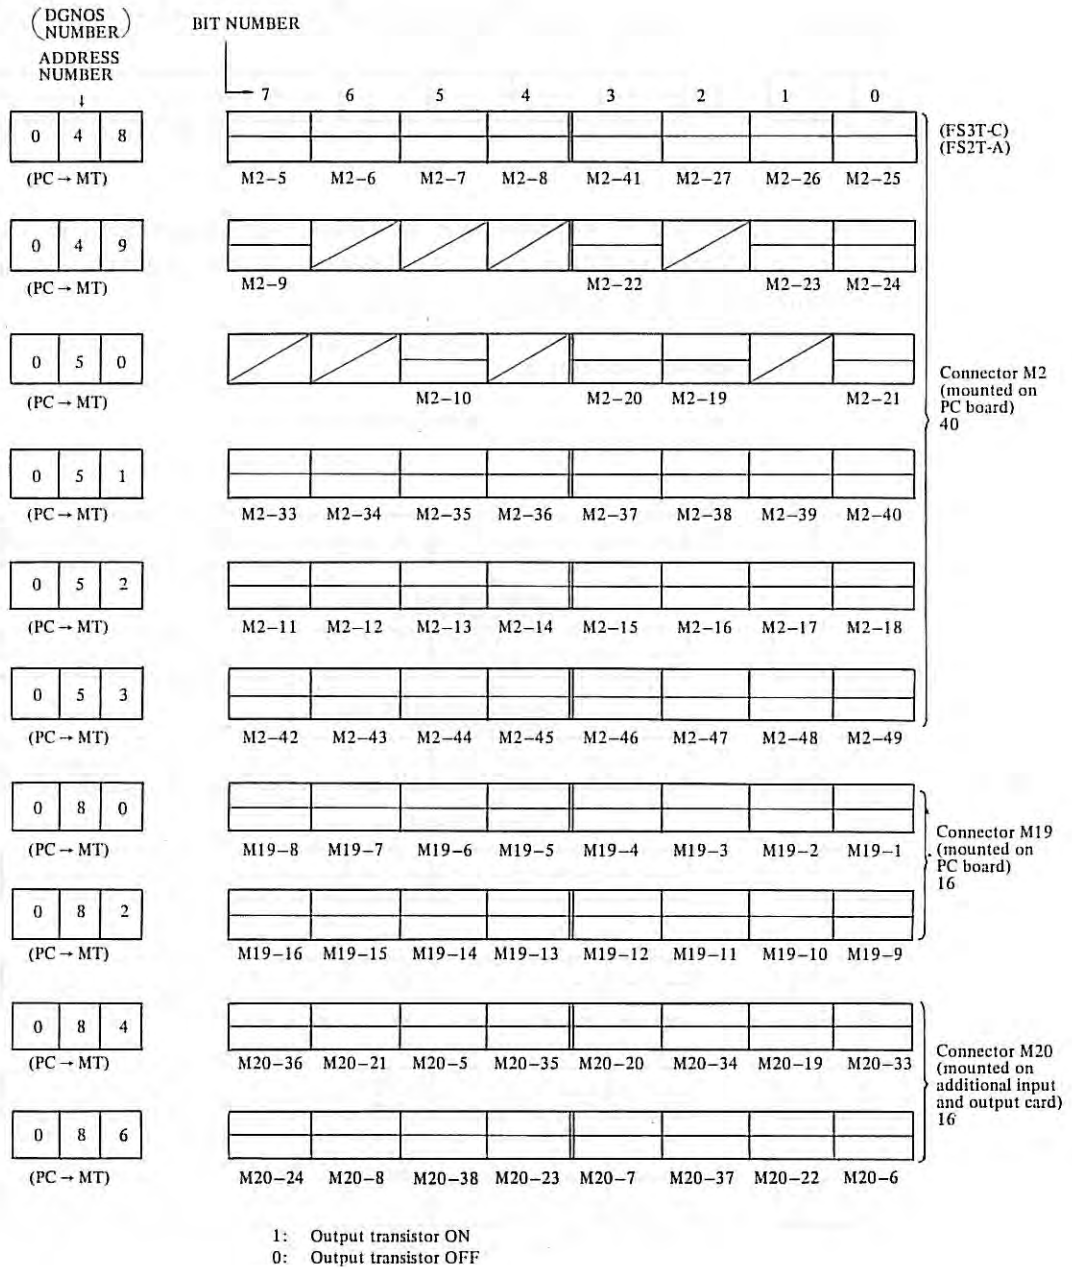 (DGNOS NUMBER)
BIT NUMBER
ADDRESS NUMBER
7 6 5 4 3 2 1 0
0 4 8
(FS3T-C)
(FS2T-A)
(PC → MT) M2-5 M2-6 M2-7 M2-8 M2-41 M2-27 M2-26 M2-25
0 4 9
(PC → MT) M2-9 M2-22 M2-23 M2-24
0 5 0
(PC → MT) M2-10 M2-20 M2-19 M2-21
Connector M2
(mounted on
PC board)
40
0 5 1
(PC → MT) M2-33 M2-34 M2-35 M2-36 M2-37 M2-38 M2-39 M2-40
0 5 2
(PC → MT) M2-11 M2-12 M2-13 M2-14 M2-15 M2-16 M2-17 M2-18
0 5 3
(PC → MT) M2-42 M2-43 M2-44 M2-45 M2-46 M2-47 M2-48 M2-49
0 8 0
(PC → MT) M19-8 M19-7 M19-6 M19-5 M19-4 M19-3 M19-2 M19-1
Connector M19
(mounted on
PC board)
16
0 8 2
(PC → MT) M19-16 M19-15 M19-14 M19-13 M19-12 M19-11 M19-10 M19-9
0 8 4
(PC → MT) M20-36 M20-21 M20-5 M20-35 M20-20 M20-34 M20-19 M20-33
Connector M20
(mounted on
additional input
and output card)
16
0 8 6
(PC → MT) M20-24 M20-8 M20-38 M20-23 M20-7 M20-37 M20-22 M20-6
1: Output transistor ON
0: Output transistor OFF